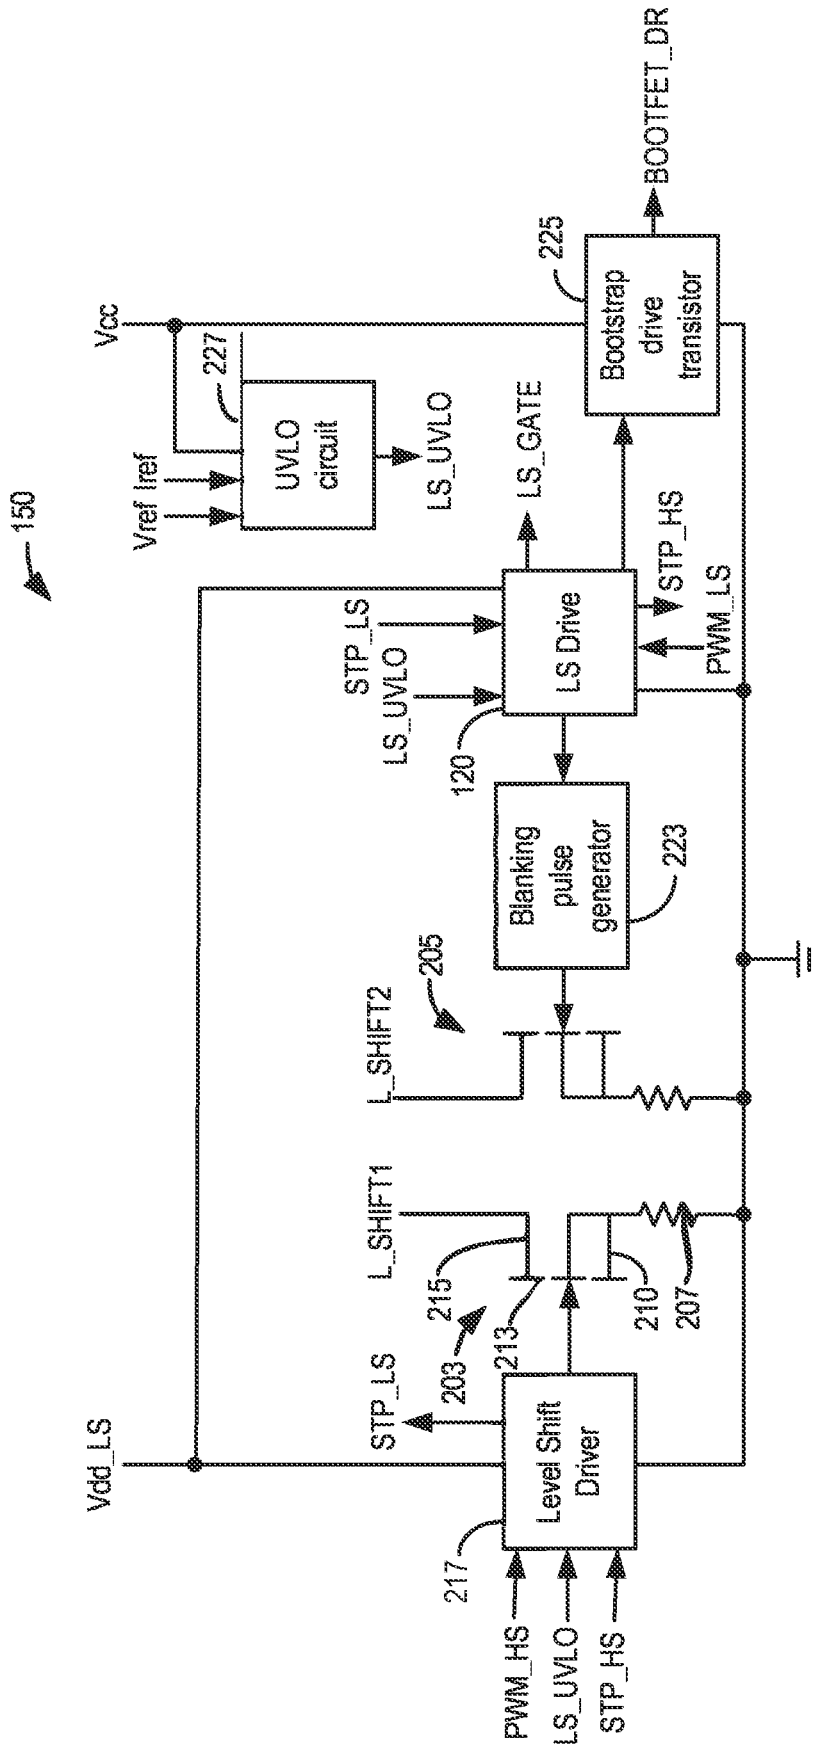 150
Vdd_LS
Vcc
Vref Iref
227
UVLO
circuit
LS_UVLO
217
Level Shift
Driver
PWM_HS
LS_UVLO
STP_HS
STP_LS
203
213
215
L_SHIFT1
210
207
L_SHIFT2
205
Blanking
pulse
generator
223
120
LS Drive
LS_UVLO
STP_LS
LS_GATE
STP_HS
PWM_LS
225
Bootstrap
drive
transistor
BOOTFET_DR